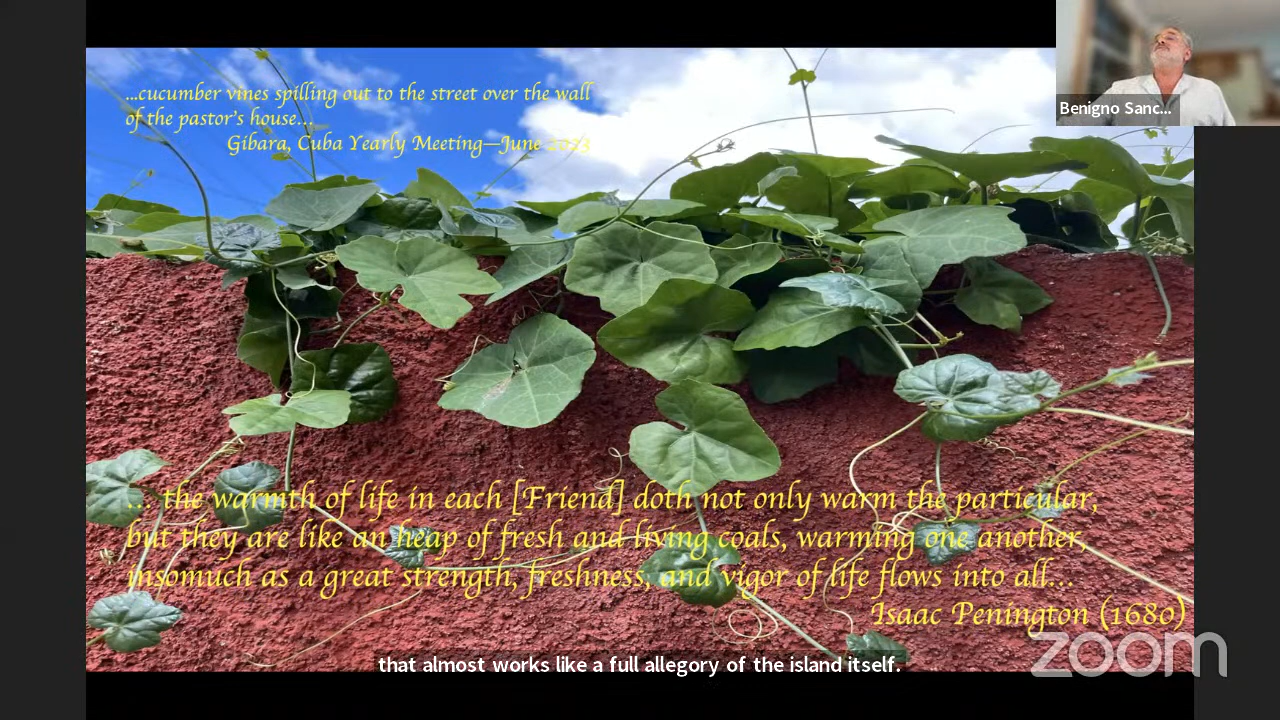 ...cucumber vines spilling out to the street over the wall
of the pastor's house...
Gibara, Cuba Yearly Meeting—June 2023
Benigno Sanc...
... the warmth of life in each [Friend] doth not only warm the particular,
but they are like an heap of fresh and living coals, warming one another,
insomuch as a great strength, freshness, and vigor of life flows into all...
Isaac Penington (1680)
that almost works like a full allegory of the island itself.
zoom